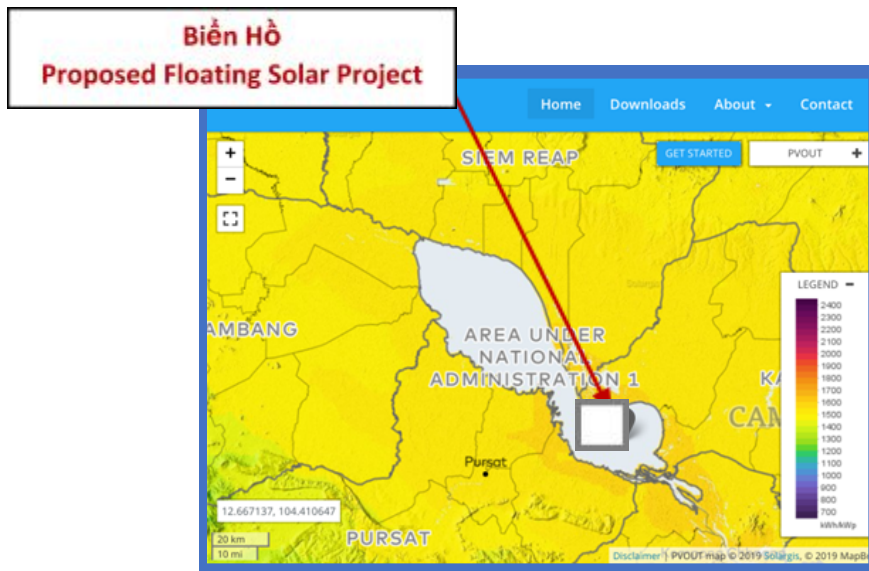 Biển Hồ
Proposed Floating Solar Project
Home Downloads About Contact
+
−
SIEM REAP
GET STARTED
PVOUT +
LEGEND −
2400
2300
2200
2100
2000
1900
1800
1700
1600
1500
1400
1300
1200
1100
1000
900
800
700
kWh/kWp
AMBANG
AREA UNDER
NATIONAL
ADMINISTRATION 1
KA
CAM
Pursat
12.667137, 104.410647
PURSAT
20 km
10 mi
Disclaimer | PVOUT map © 2019 Solargis, © 2019 MapBo